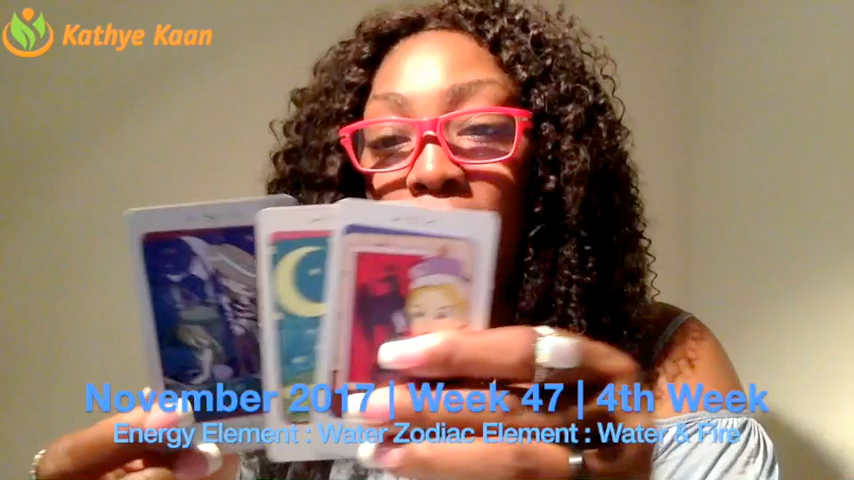 Kathye Kaan
November 2017 | Week 47 | 4th Week
Energy Element : Water Zodiac Element : Water & Fire